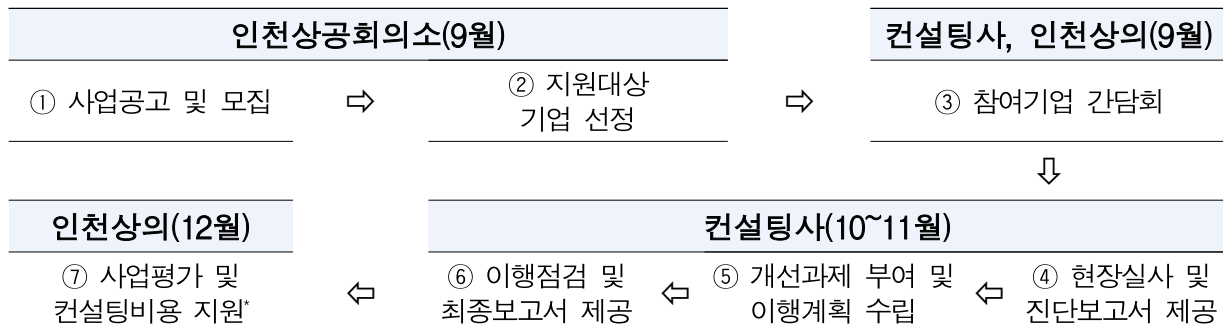 인천상공회의소(9월)
컨설팅사, 인천상의(9월)
① 사업공고 및 모집
⇨
② 지원대상
기업 선정
⇨
③ 참여기업 간담회
⇩
인천상의(12월)
컨설팅사(10~11월)
⑦ 사업평가 및
컨설팅비용 지원*
⇦
⑥ 이행점검 및
최종보고서 제공
⇦
⑤ 개선과제 부여 및
이행계획 수립
⇦
④ 현장실사 및
진단보고서 제공